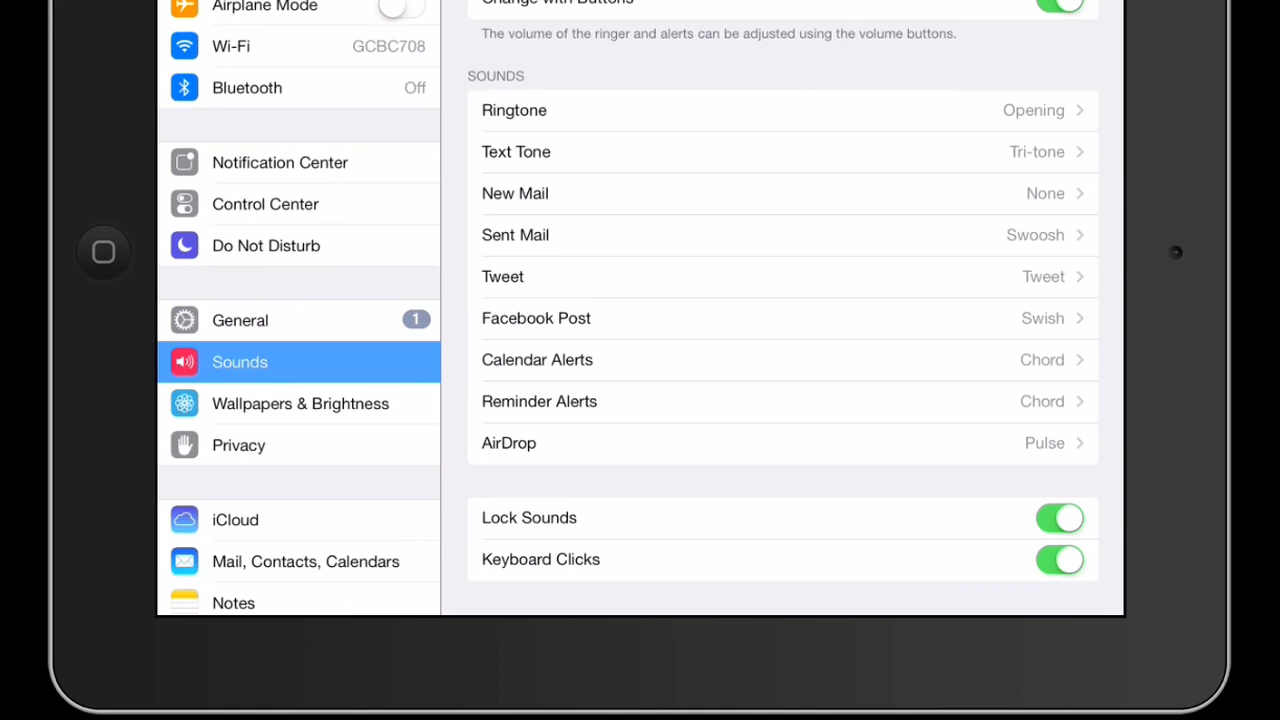 Airplane Mode
Wi-Fi GCBC708
Bluetooth Off
Notification Center
Control Center
Do Not Disturb
General 1
Sounds
Wallpapers & Brightness
Privacy
iCloud
Mail, Contacts, Calendars
Notes
Change with Buttons
The volume of the ringer and alerts can be adjusted using the volume buttons.
SOUNDS
Ringtone Opening
Text Tone Tri-tone
New Mail None
Sent Mail Swoosh
Tweet Tweet
Facebook Post Swish
Calendar Alerts Chord
Reminder Alerts Chord
AirDrop Pulse
Lock Sounds
Keyboard Clicks